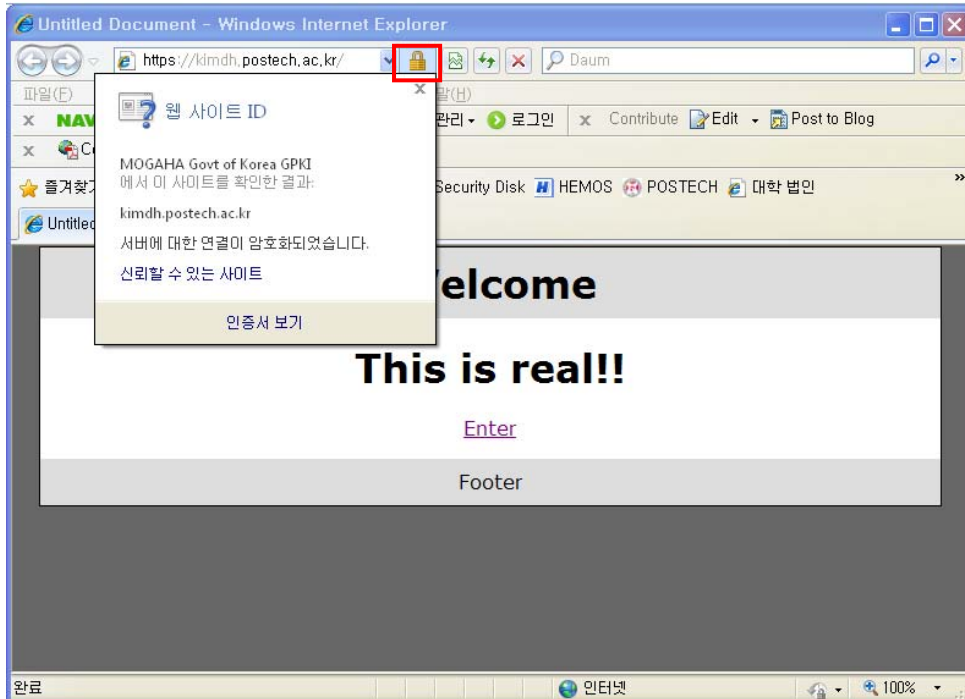 Untitled Document - Windows Internet Explorer
https://kimdh.postech.ac.kr/
Daum
파일(F)
말(H)
x NAV
관리 로그인 x Contribute Edit Post to Blog
x
즐겨찾기
Security Disk H HEMOS POSTECH 대학 법인 »
Untitled
웹 사이트 ID
x
MOGAHA Govt of Korea GPKI
에서 이 사이트를 확인한 결과:
kimdh.postech.ac.kr
서버에 대한 연결이 암호화되었습니다.
신뢰할 수 있는 사이트
인증서 보기
elcome
This is real!!
Enter
Footer
완료 인터넷 100%